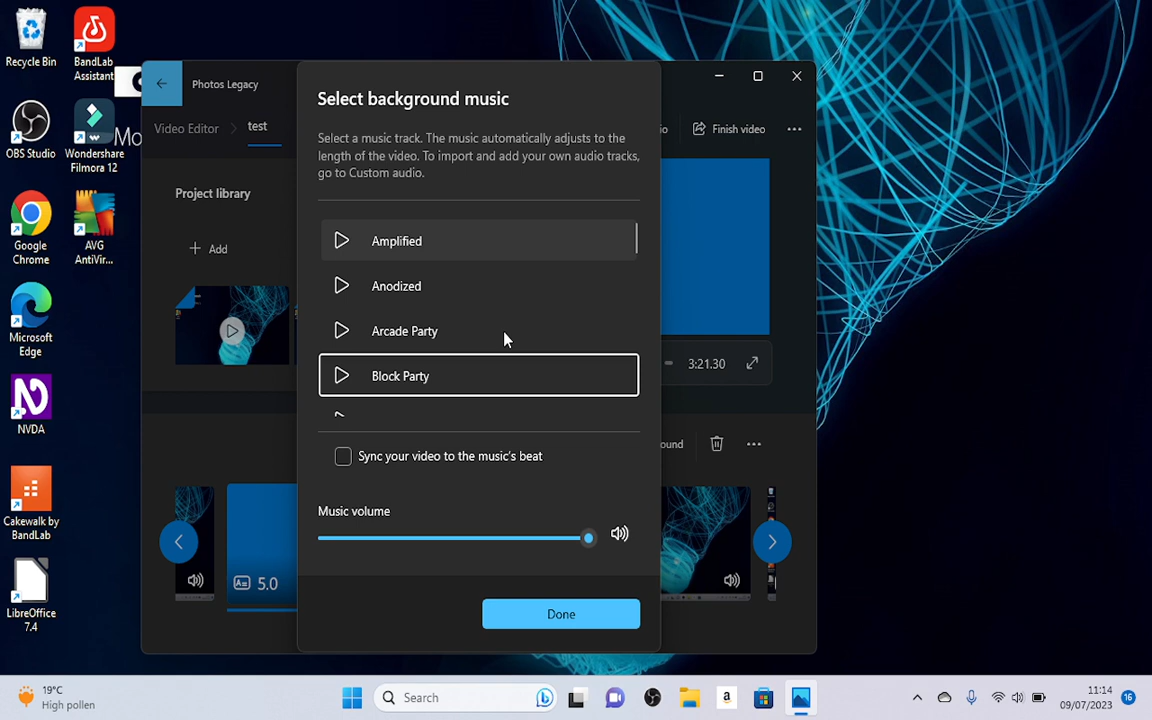 Recycle Bin
BandLab
Assistant
OBS Studio
Wondershare
Filmora 12
Mo
Google
Chrome
AVG
AntiVir...
Microsoft
Edge
NVDA
Cakewalk by
BandLab
LibreOffice
7.4
Photos Legacy
Video Editor
test
io
Finish video
Project library
Add
3:21.30
ound
5.0
Select background music
Select a music track. The music automatically adjusts to the
length of the video. To import and add your own audio tracks,
go to Custom audio.
Amplified
Anodized
Arcade Party
Block Party
Sync your video to the music's beat
Music volume
Done
19°C
High pollen
Search
11:14
09/07/2023
16